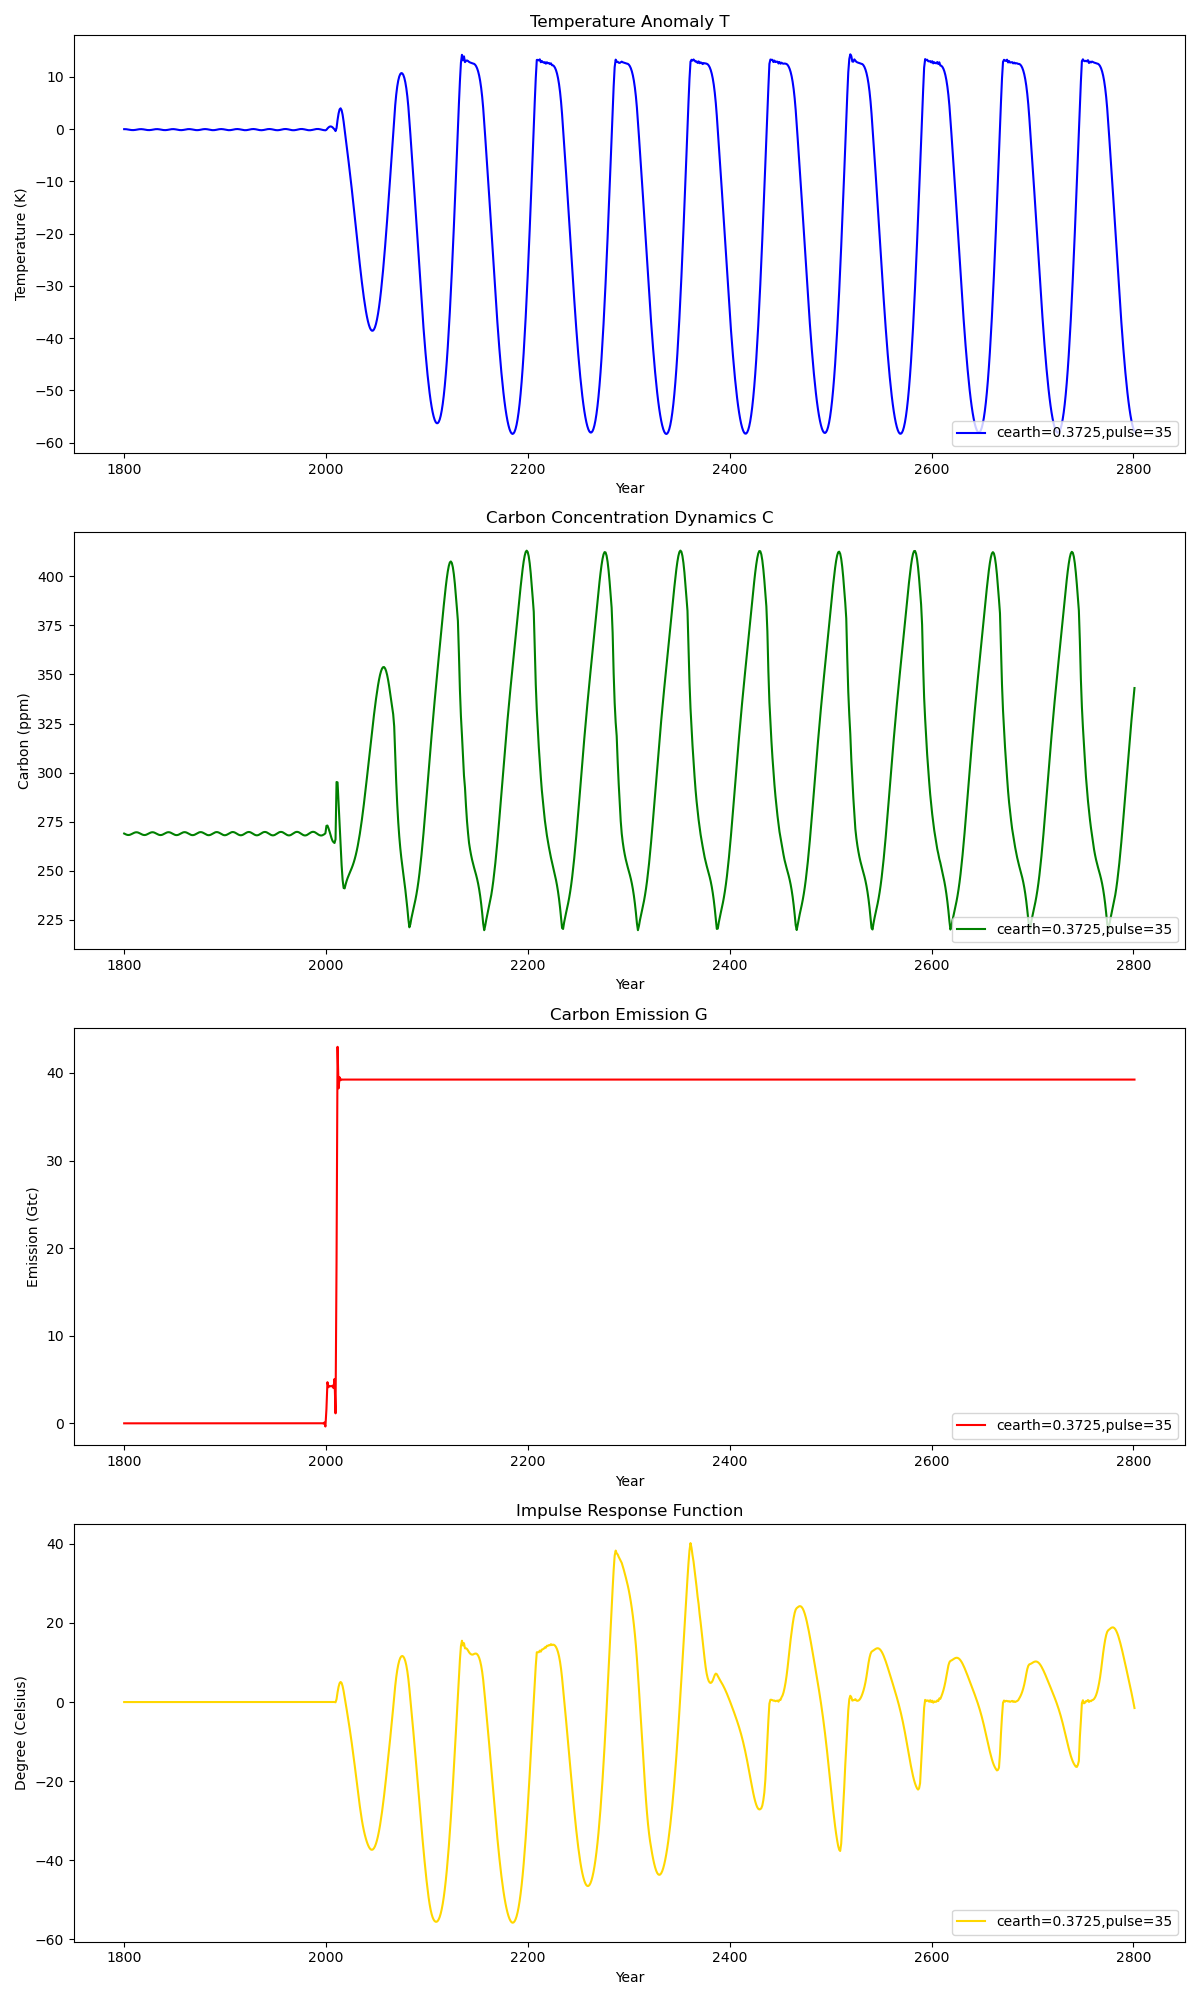 Temperature Anomaly T
10
0
−10
−20
−30
−40
−50
−60
Temperature (K)
cearth=0.3725,pulse=35
1800 2000 2200 2400 2600 2800
Year
Carbon Concentration Dynamics C
400
375
350
325
300
275
250
225
Carbon (ppm)
cearth=0.3725,pulse=35
1800 2000 2200 2400 2600 2800
Year
Carbon Emission G
40
30
20
10
0
Emission (Gtc)
cearth=0.3725,pulse=35
1800 2000 2200 2400 2600 2800
Year
Impulse Response Function
40
20
0
−20
−40
−60
Degree (Celsius)
cearth=0.3725,pulse=35
1800 2000 2200 2400 2600 2800
Year